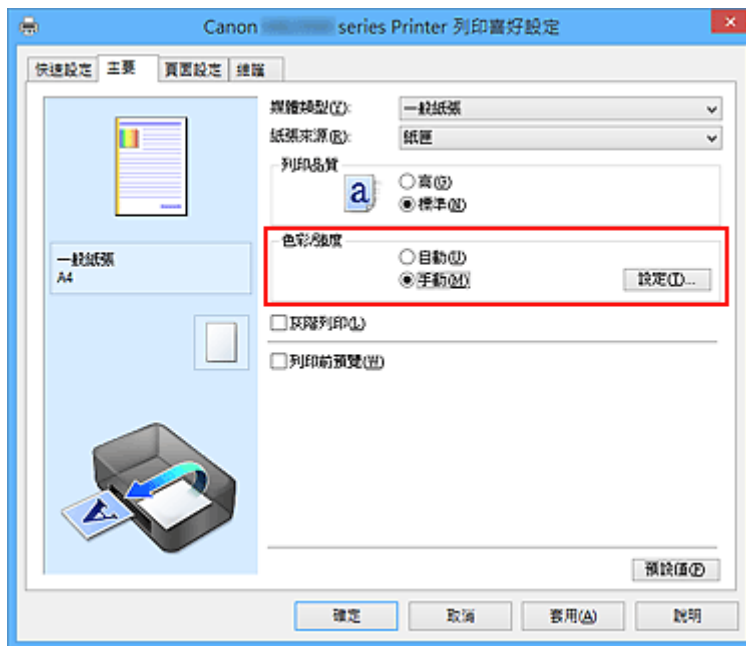 Canon series Printer 列印喜好設定
快速設定 主要 頁面設定 維護
媒體類型(Y): 一般紙張
紙張來源(R): 紙匣
列印品質
a
高(G)
標準(N)
色彩/強度
自動(U)
手動(M) 設定(T)...
一般紙張
A4
灰階列印(L)
列印前預覽(W)
A
預設值(F)
確定 取消 套用(A) 說明